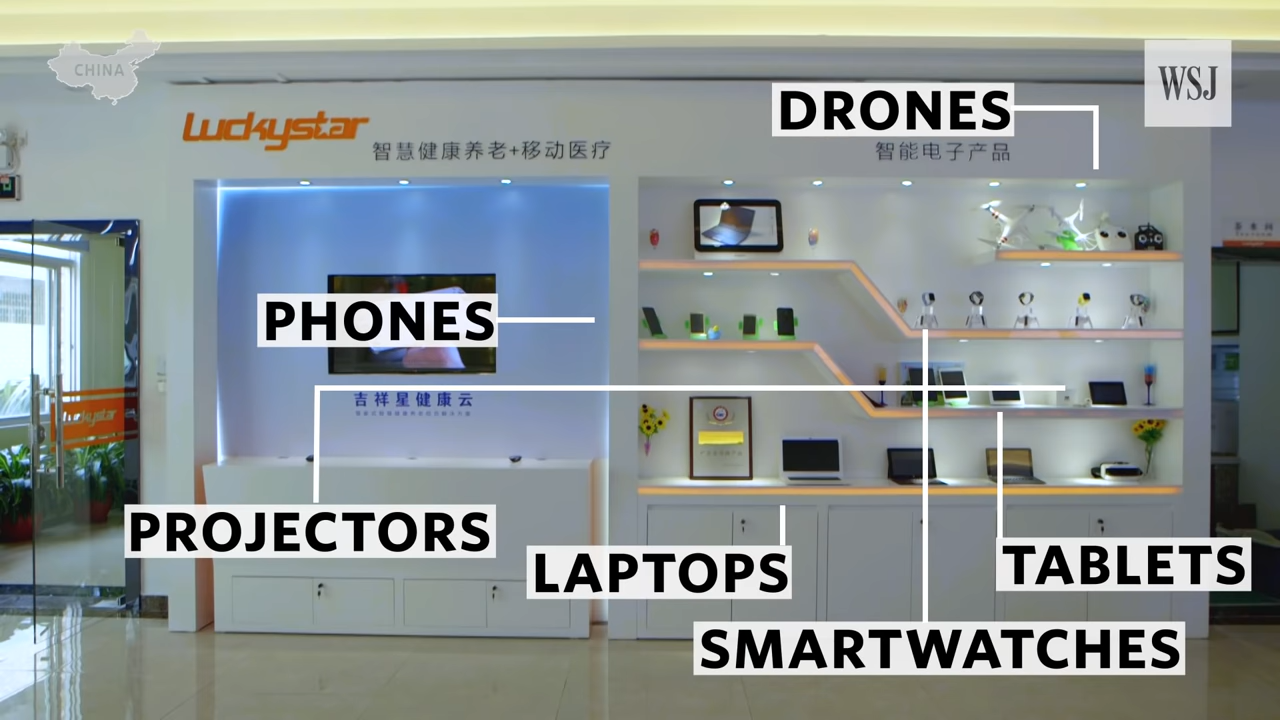 CHINA
WSJ
DRONES
Luckystar
智慧健康养老+移动医疗
智能电子产品
PHONES
吉祥星健康云
Luckystar
PROJECTORS
LAPTOPS
TABLETS
SMARTWATCHES